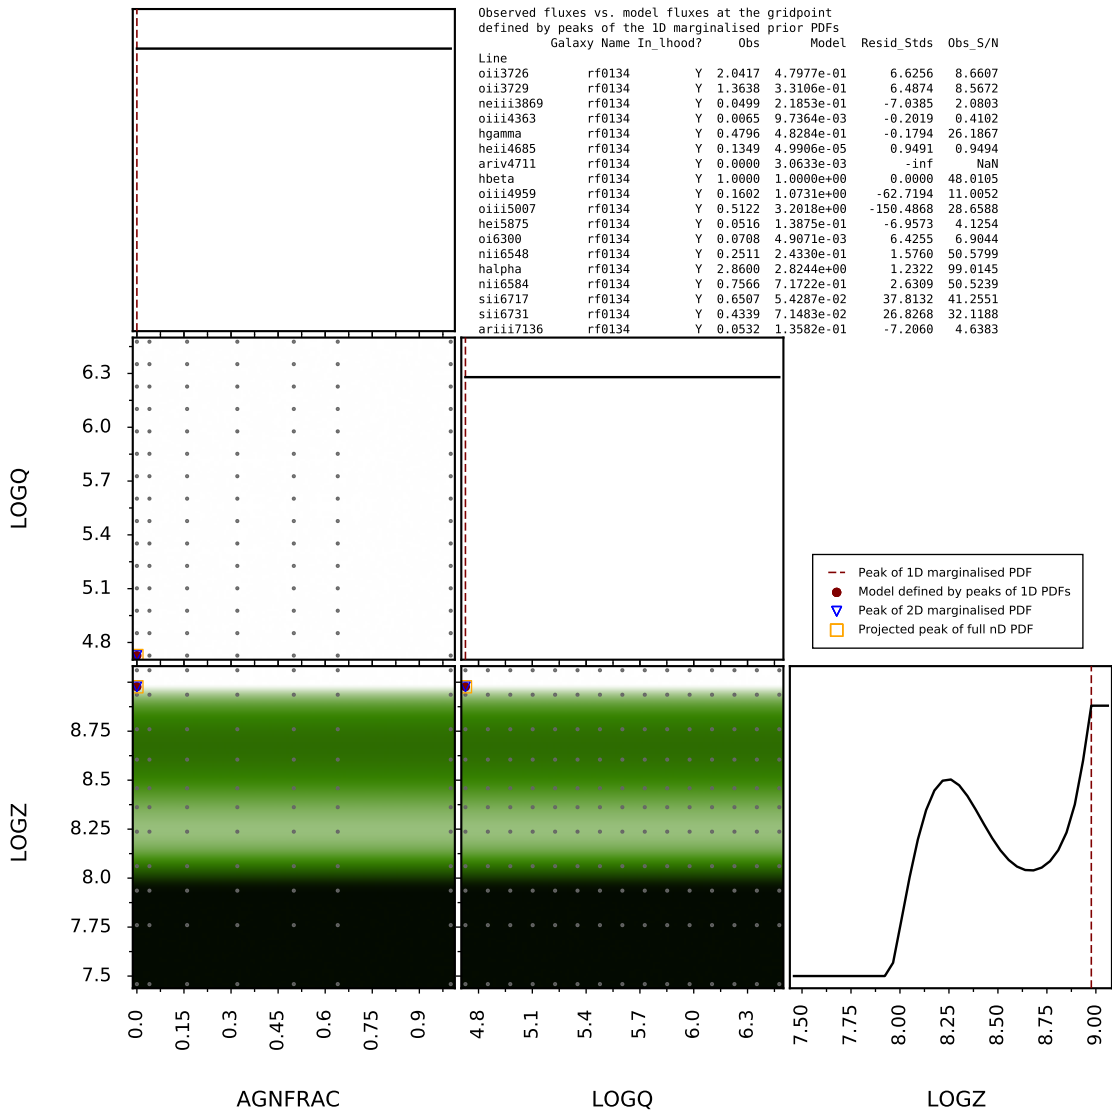 Observed fluxes vs. model fluxes at the gridpoint
defined by peaks of the 1D marginalised prior PDFs
Galaxy Name In_lhood? Obs Model Resid_Stds Obs_S/N
Line
oii3726 rf0134 Y 2.0417 4.7977e-01 6.6256 8.6607
oii3729 rf0134 Y 1.3638 3.3106e-01 6.4874 8.5672
neiii3869 rf0134 Y 0.0499 2.1853e-01 -7.0385 2.0803
oiii4363 rf0134 Y 0.0065 9.7364e-03 -0.2019 0.4102
hgamma rf0134 Y 0.4796 4.8284e-01 -0.1794 26.1867
heii4685 rf0134 Y 0.1349 4.9906e-05 0.9491 0.9494
ariv4711 rf0134 Y 0.0000 3.0633e-03 -inf NaN
hbeta rf0134 Y 1.0000 1.0000e+00 0.0000 48.0105
oiii4959 rf0134 Y 0.1602 1.0731e+00 -62.7194 11.0052
oiii5007 rf0134 Y 0.5122 3.2018e+00 -150.4868 28.6588
hei5875 rf0134 Y 0.0516 1.3875e-01 -6.9573 4.1254
oi6300 rf0134 Y 0.0708 4.9071e-03 6.4255 6.9044
nii6548 rf0134 Y 0.2511 2.4330e-01 1.5760 50.5799
halpha rf0134 Y 2.8600 2.8244e+00 1.2322 99.0145
nii6584 rf0134 Y 0.7566 7.1722e-01 2.6309 50.5239
sii6717 rf0134 Y 0.6507 5.4287e-02 37.8132 41.2551
sii6731 rf0134 Y 0.4339 7.1483e-02 26.8268 32.1188
ariii7136 rf0134 Y 0.0532 1.3582e-01 -7.2060 4.6383
6.3
6.0
5.7
5.4
5.1
4.8
LOGQ
Peak of 1D marginalised PDF
Model defined by peaks of 1D PDFs
Peak of 2D marginalised PDF
Projected peak of full nD PDF
8.75
8.5
8.25
8.0
7.75
7.5
LOGZ
0.0 0.15 0.3 0.45 0.6 0.75 0.9
4.8 5.1 5.4 5.7 6.0 6.3
7.50 7.75 8.00 8.25 8.50 8.75 9.00
AGNFRAC LOGQ LOGZ